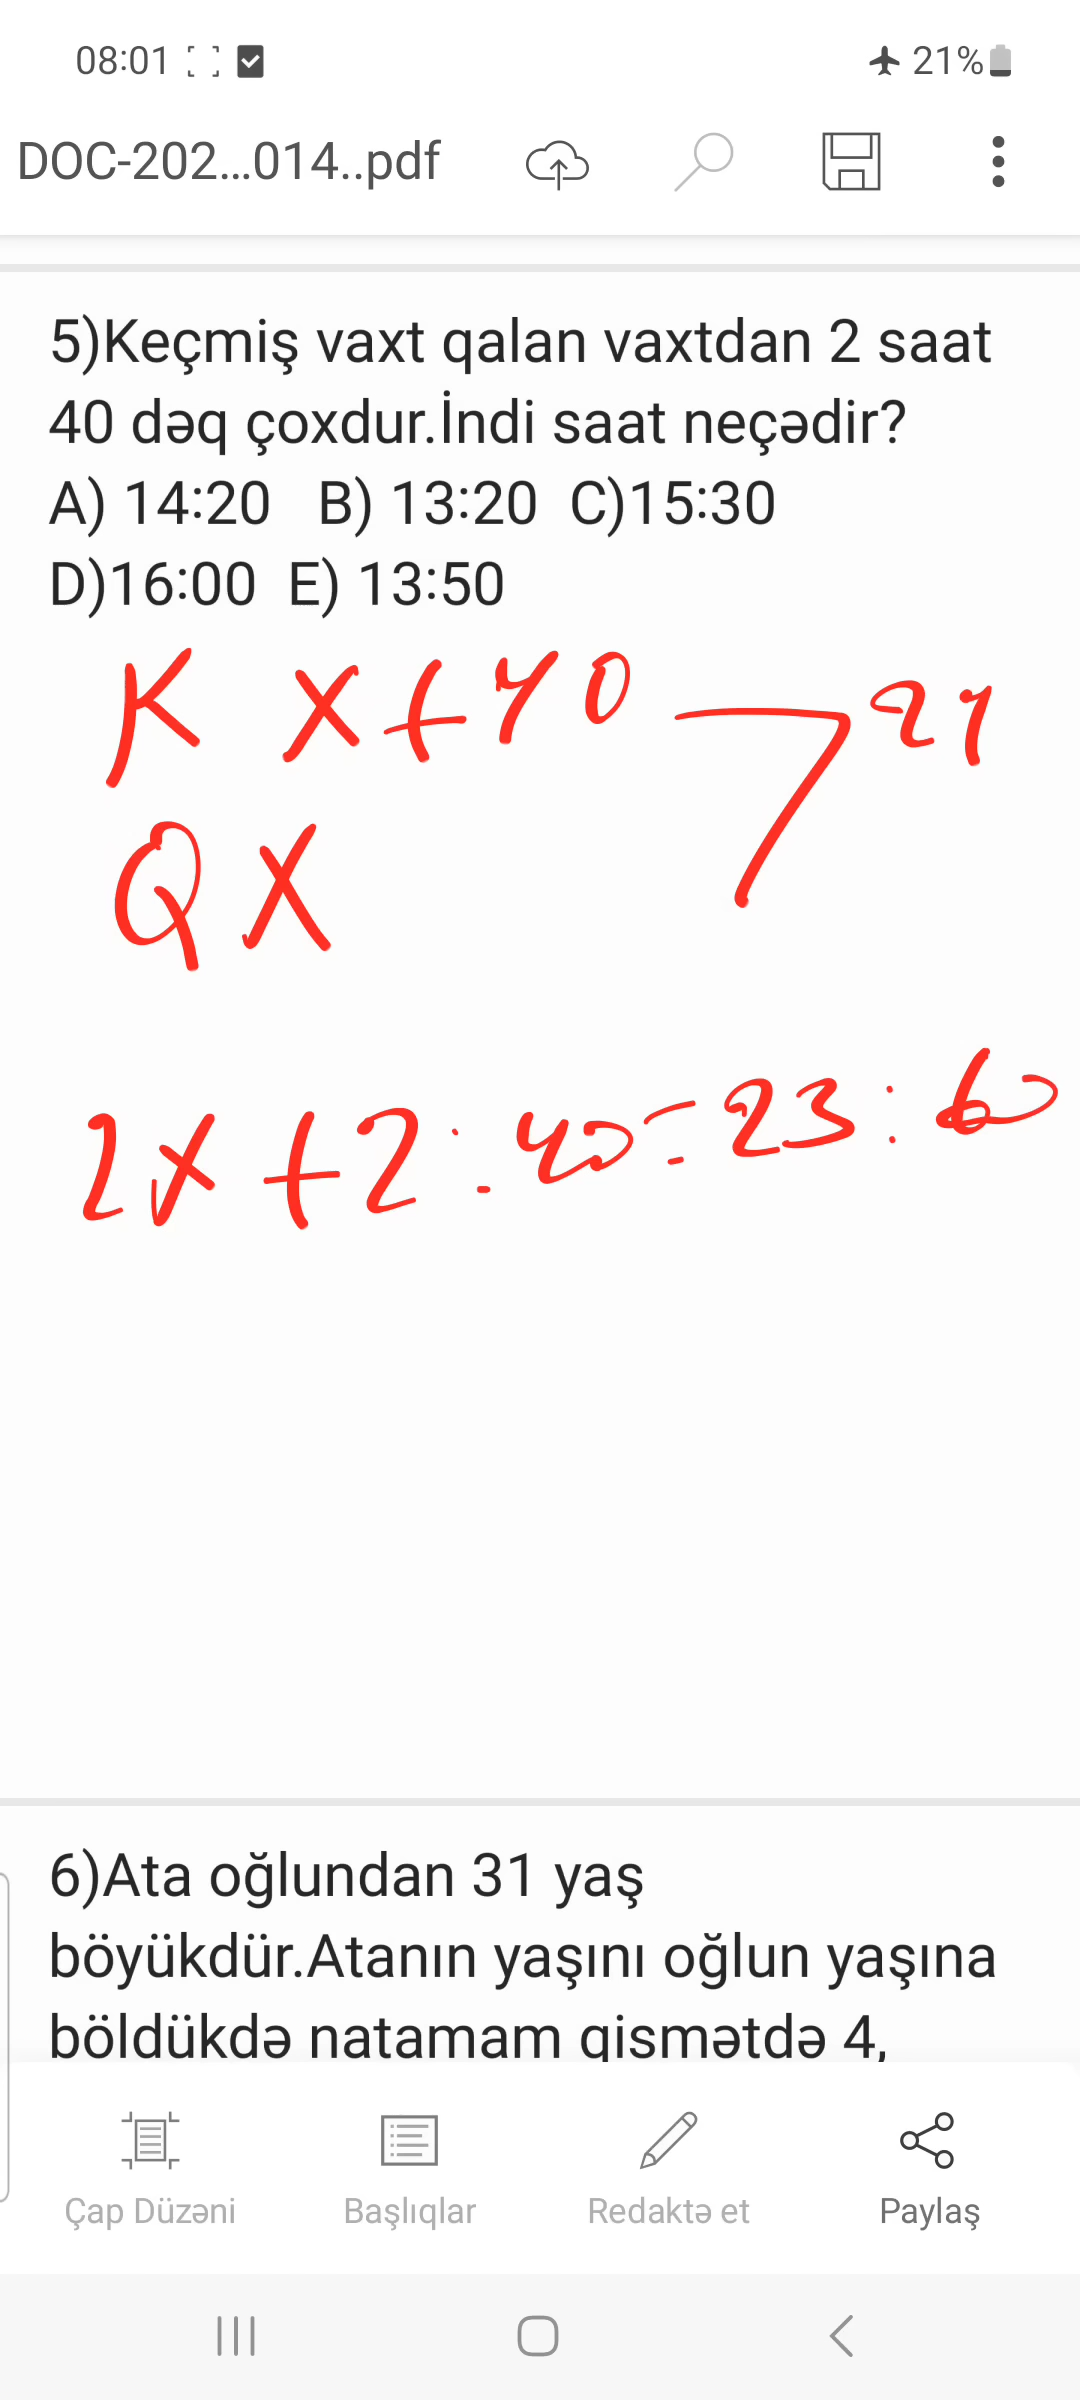 08:01 21%
DOC-202...014..pdf
5)Keçmiş vaxt qalan vaxtdan 2 saat
40 dəq çoxdur.İndi saat neçədir?
A) 14:20 B) 13:20 C)15:30
D)16:00 E) 13:50
K x+40 24
Q x
2x+2:40=23:60
6)Ata oğlundan 31 yaş
böyükdür.Atanın yaşını oğlun yaşına
böldükdə natamam qismətdə 4,
Çap Düzəni Başlıqlar Redaktə et Paylaş